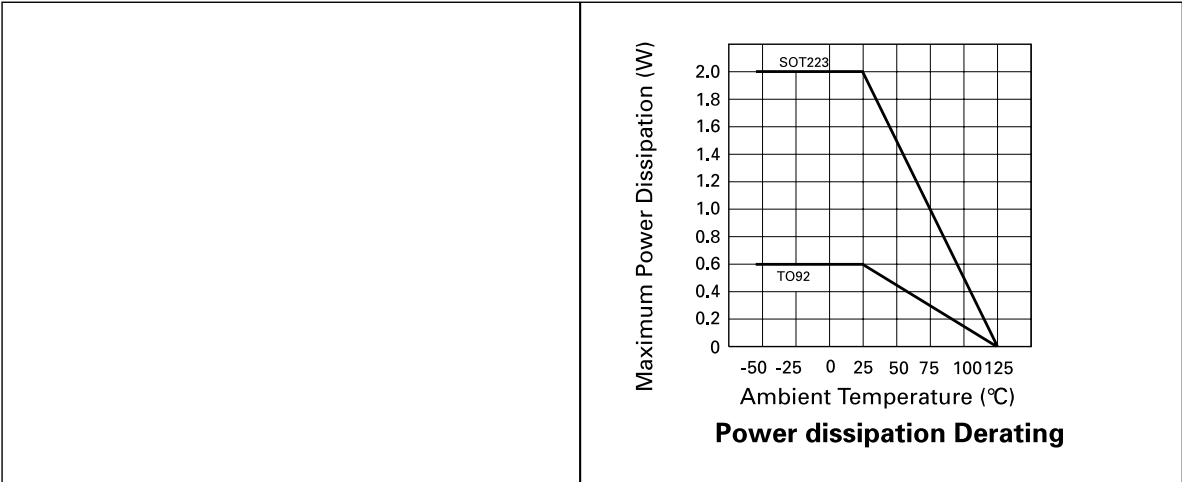 Maximum Power Dissipation (W)
2.0
1.8
1.6
1.4
1.2
1.0
0.8
0.6
0.4
0.2
0
SOT223
TO92
-50 -25 0 25 50 75 100 125
Ambient Temperature (°C)
Power dissipation Derating